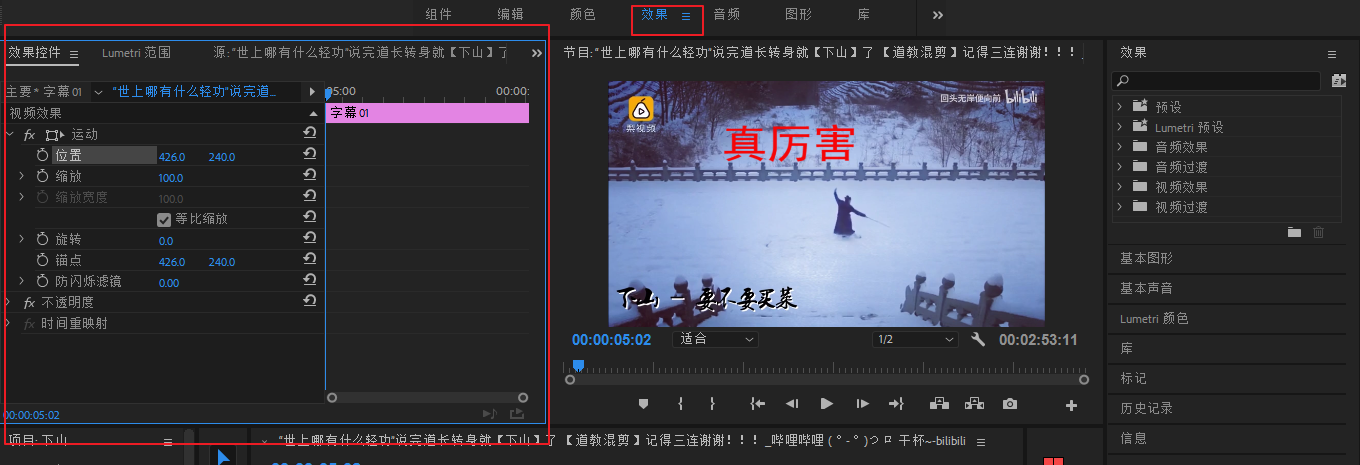 组件 编辑 颜色 效果 音频 图形 库
效果控件 Lumetri 范围 源:"世上哪有什么轻功"说完道长转身就【下山】了
节目:"世上哪有什么轻功"说完道长转身就【下山】了 【道教混剪】记得三连谢谢！！！_
效果
主要* 字幕 01 "世上哪有什么轻功"说完道...
05:00 00:00:
视频效果
字幕 01
fx 运动
位置 426.0 240.0
缩放 100.0
缩放宽度 100.0
等比缩放
旋转 0.0
锚点 426.0 240.0
防闪烁滤镜 0.00
fx 不透明度
fx 时间重映射
00:00:05:02
梨视频
回头无岸便向前 bilibili
真厉害
下山 - 要不要买菜
00:00:05:02 适合 1/2 00:02:53:11
预设
Lumetri 预设
音频效果
音频过渡
视频效果
视频过渡
基本图形
基本声音
Lumetri 颜色
库
标记
历史记录
信息
项目: 下山
"世上哪有什么轻功"说完道长转身就【下山】了 【道教混剪】记得三连谢谢！！！_哔哩哔哩 ( ° - ° )つロ 干杯~-bilibili